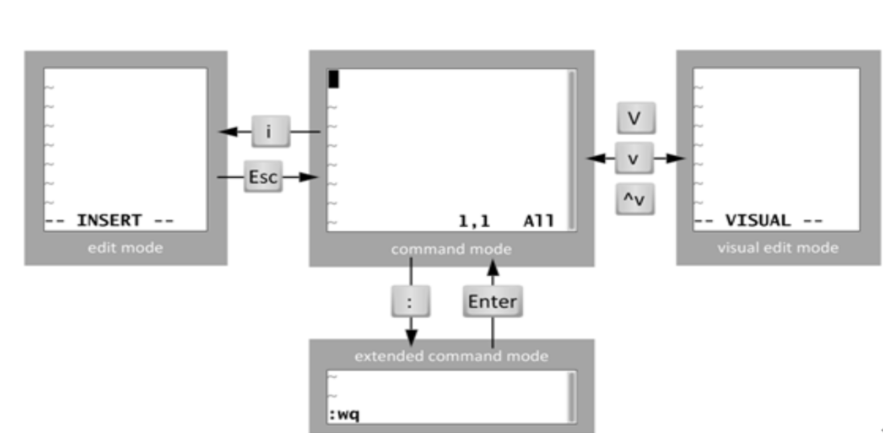 -- INSERT --
edit mode
i
Esc
1,1 All
command mode
V
v
^v
-- VISUAL --
visual edit mode
:
Enter
extended command mode
~
~
:wq